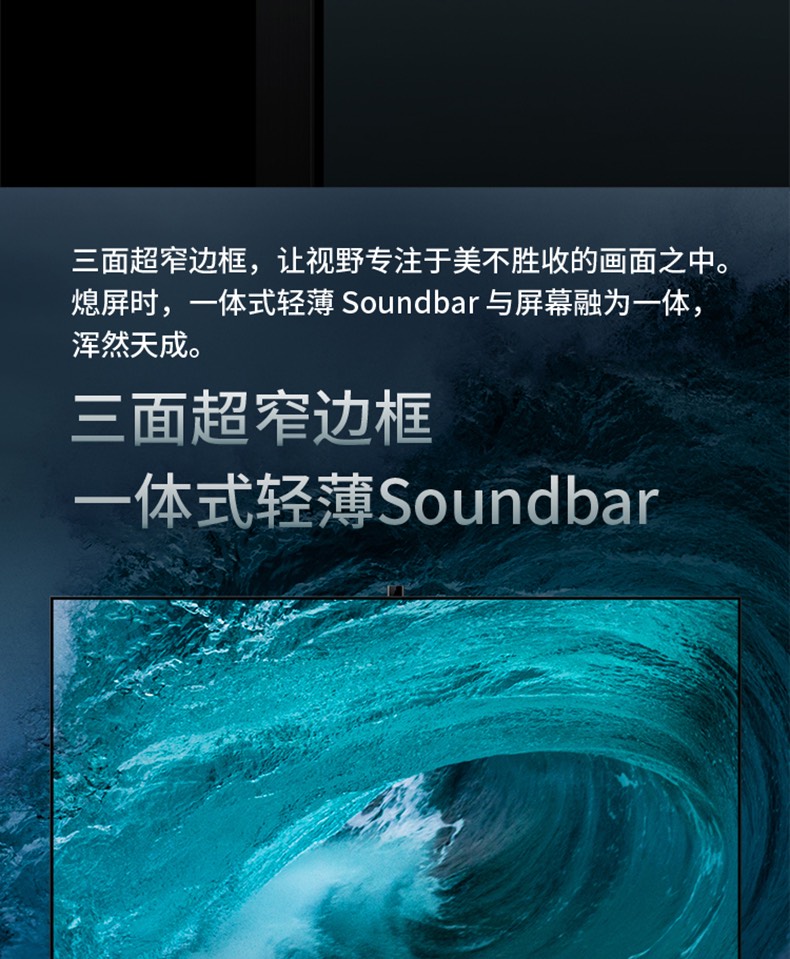 三面超窄边框，让视野专注于美不胜收的画面之中。
熄屏时，一体式轻薄 Soundbar 与屏幕融为一体，
浑然天成。
三面超窄边框
一体式轻薄Soundbar